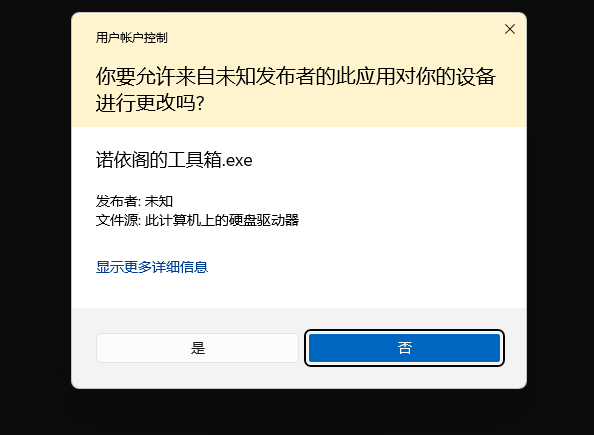 用户帐户控制
你要允许来自未知发布者的此应用对你的设备
进行更改吗?
诺依阁的工具箱.exe
发布者: 未知
文件源: 此计算机上的硬盘驱动器
显示更多详细信息
是
否